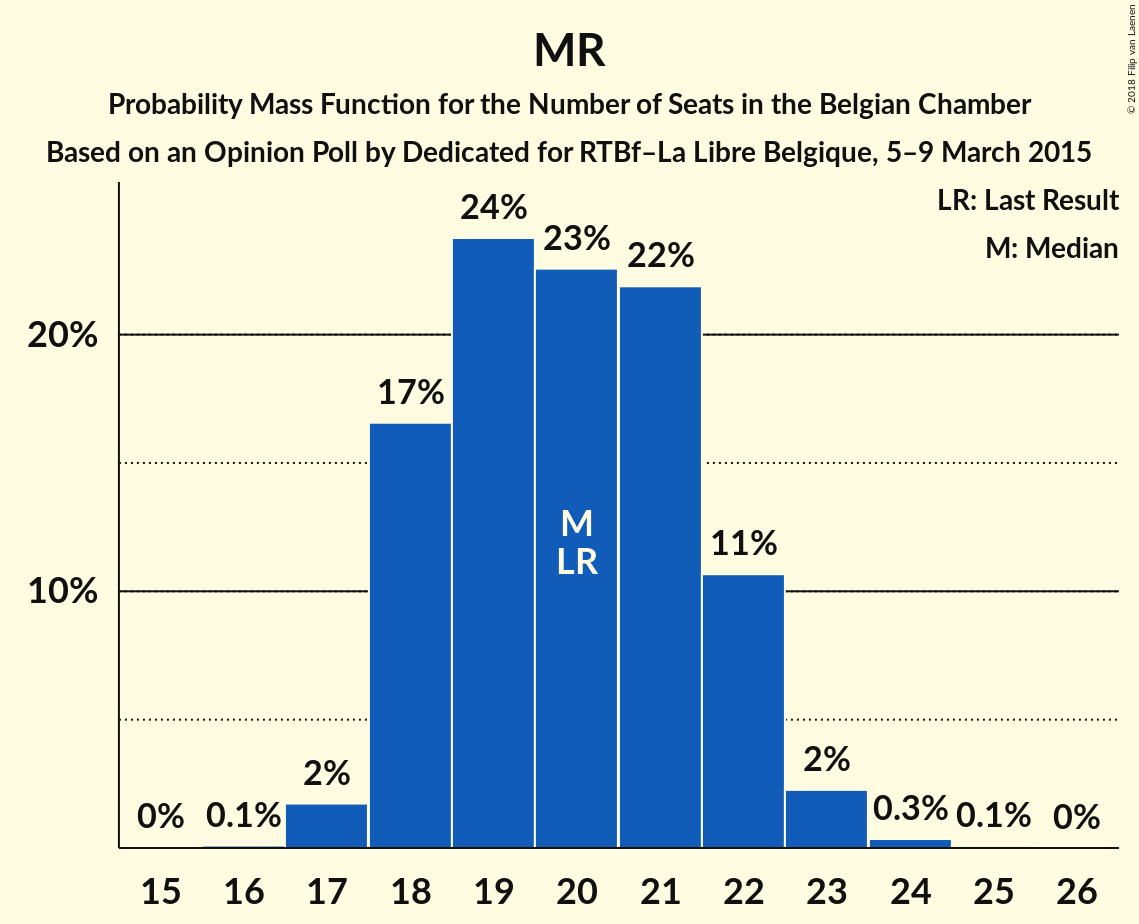 MR
Probability Mass Function for the Number of Seats in the Belgian Chamber
Based on an Opinion Poll by Dedicated for RTBf–La Libre Belgique, 5–9 March 2015
© 2018 Filip van Laenen
LR: Last Result
M: Median
20%
10%
0%
0.1%
2%
17%
24%
23%
22%
11%
2%
0.3%
0.1%
0%
M
LR
15 16 17 18 19 20 21 22 23 24 25 26